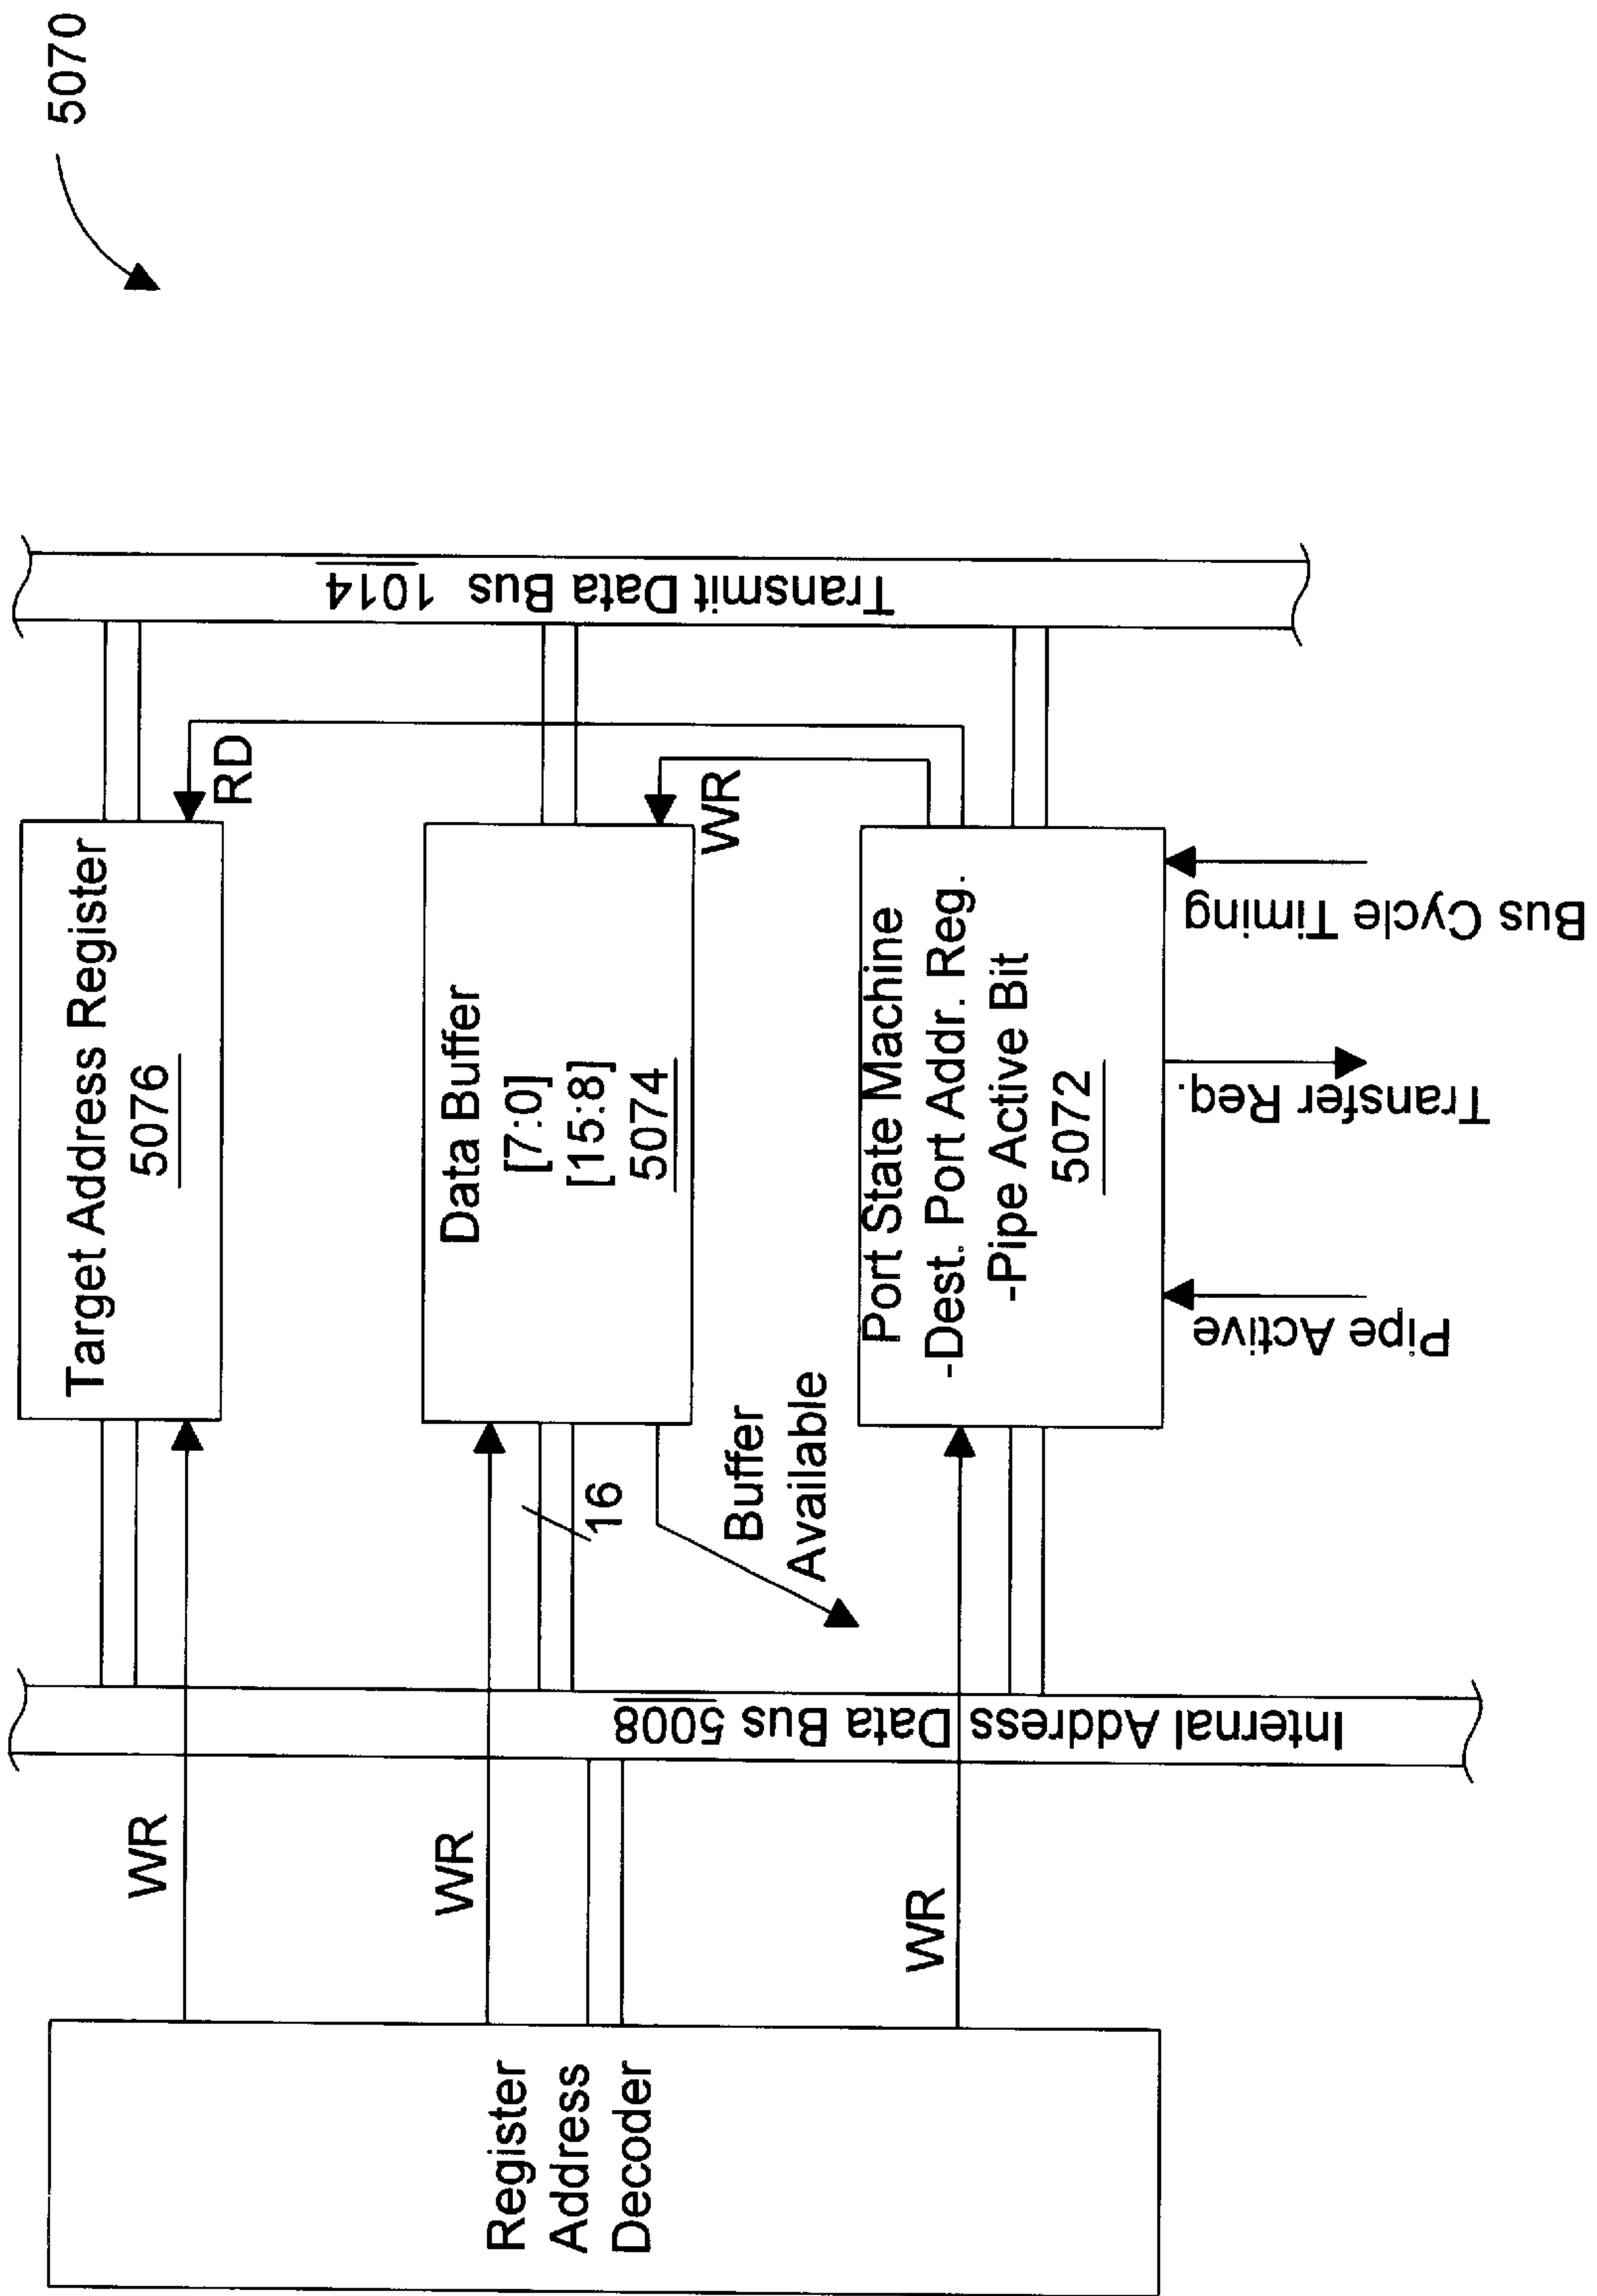 5070
Target Address Register
5076
Data Buffer
[7:0]
[15:8]
5074
Port State Machine
-Dest. Port Addr. Reg.
-Pipe Active Bit
5072
Register
Address
Decoder
WR
WR
WR
Internal Address Data Bus 5008
16
Buffer
Available
RD
WR
Transmit Data Bus 1014
Pipe Active
Transfer Req.
Bus Cycle Timing